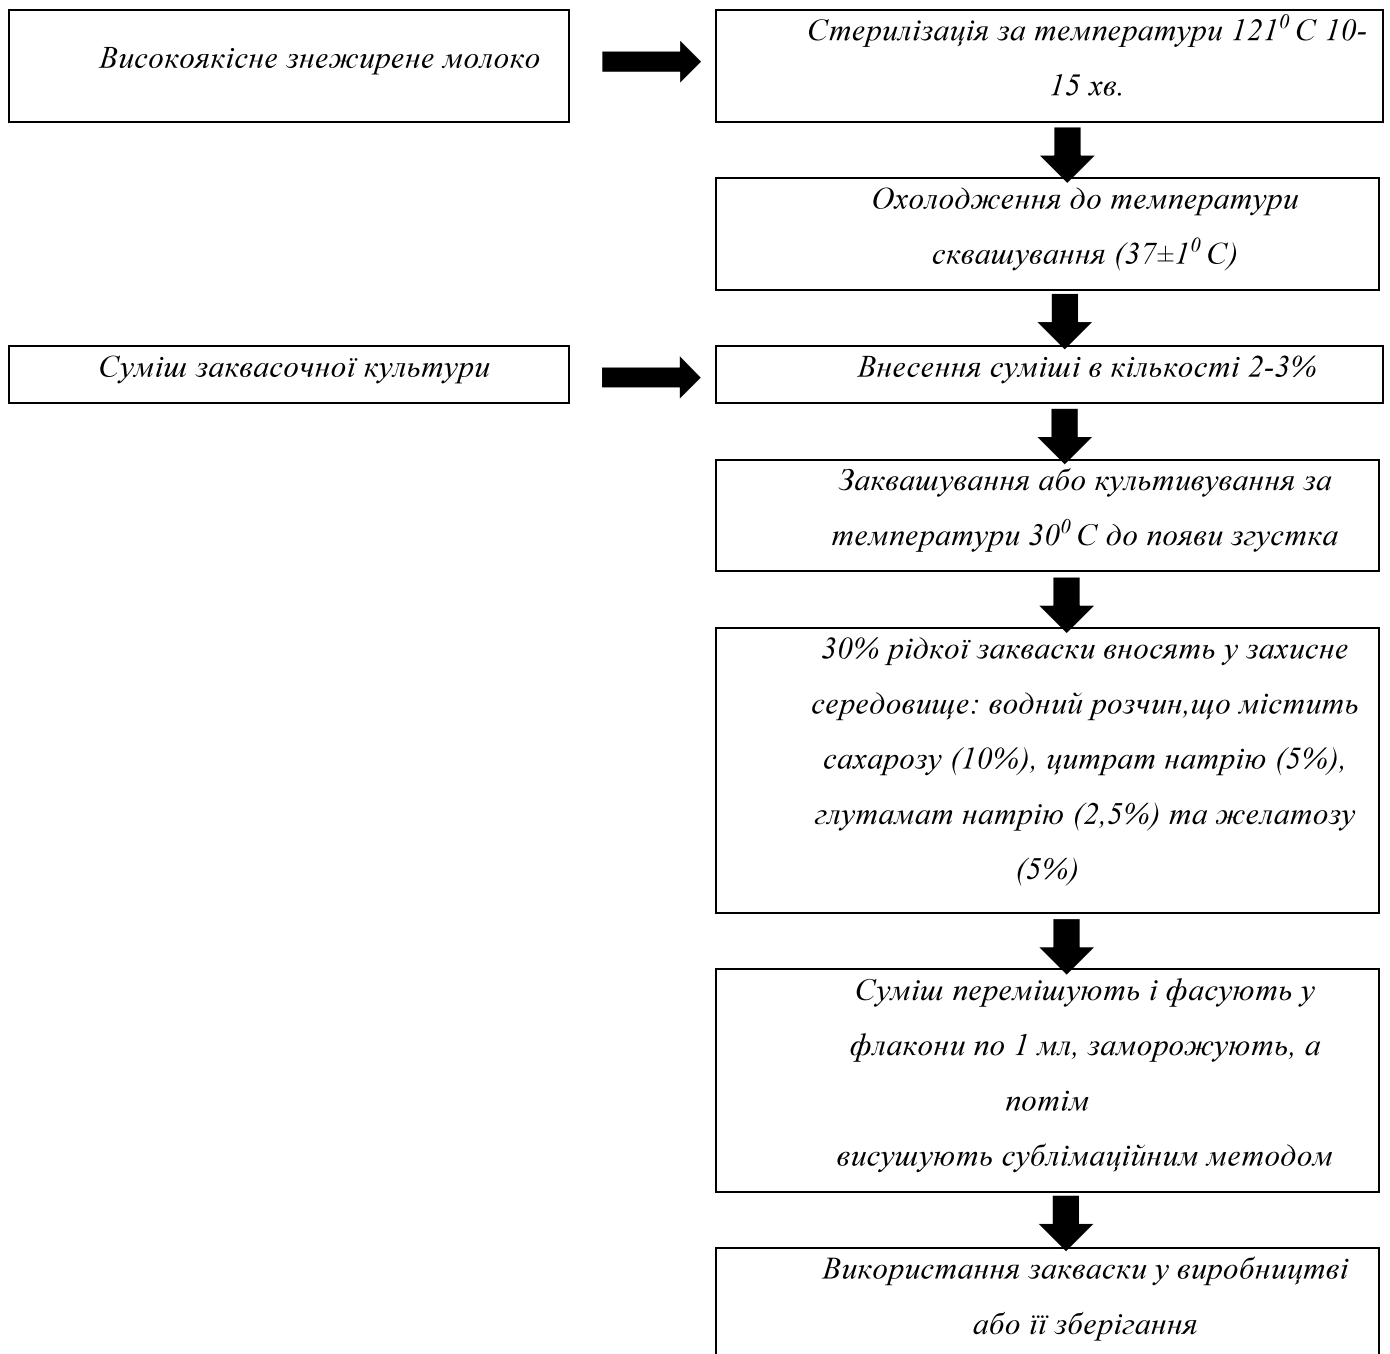 Високоякісне знежирене молоко
Стерилізація за температури 121⁰ С 10-
15 хв.
Охолодження до температури
сквашування (37±1⁰ С)
Суміш заквасочної культури
Внесення суміші в кількості 2-3%
Заквашування або культивування за
температури 30⁰ С до появи згустка
30% рідкої закваски вносять у захисне
середовище: водний розчин,що містить
сахарозу (10%), цитрат натрію (5%),
глутамат натрію (2,5%) та желатозу
(5%)
Суміш перемішують і фасують у
флакони по 1 мл, заморожують, а
потім
висушують сублімаційним методом
Використання закваски у виробництві
або її зберігання